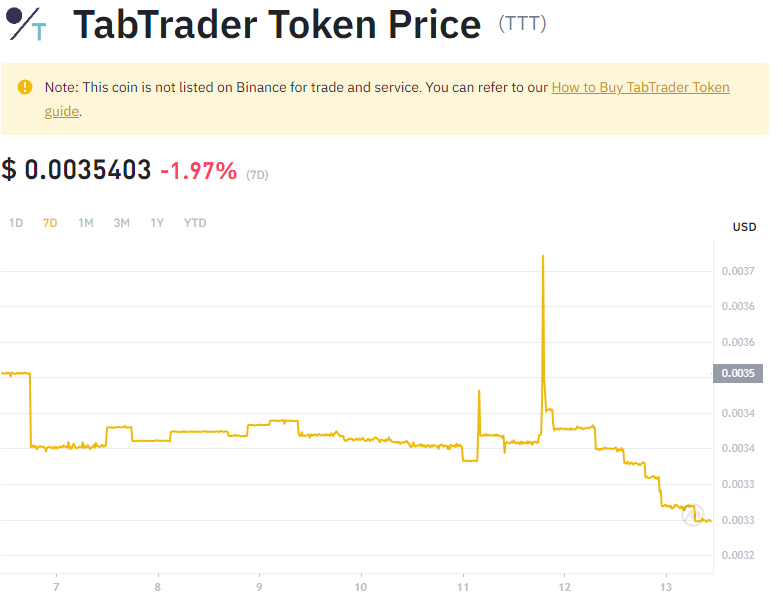 TabTrader Token Price (TTT)
Note: This coin is not listed on Binance for trade and service. You can refer to our How to Buy TabTrader Token
guide.
$ 0.0035403 -1.97% (7D)
1D 7D 1M 3M 1Y YTD
USD
0.0037
0.0036
0.0036
0.0035
0.0034
0.0034
0.0033
0.0033
0.0032
7 8 9 10 11 12 13